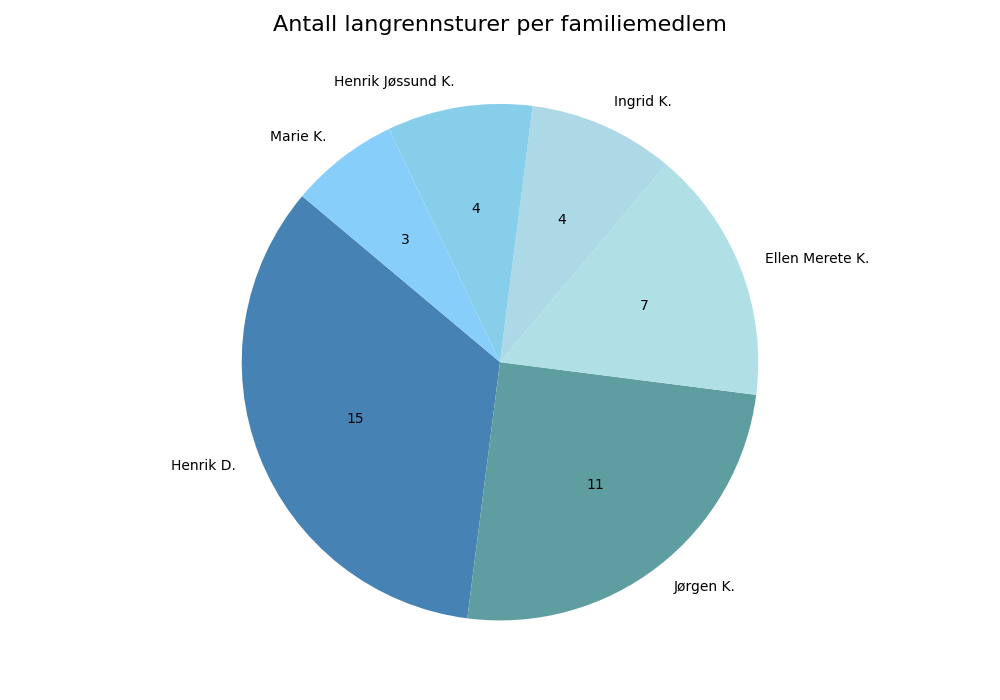 Antall langrennsturer per familiemedlem
Henrik Jøssund K.
Ingrid K.
Marie K.
4
4
3
Ellen Merete K.
7
15
Henrik D.
11
Jørgen K.